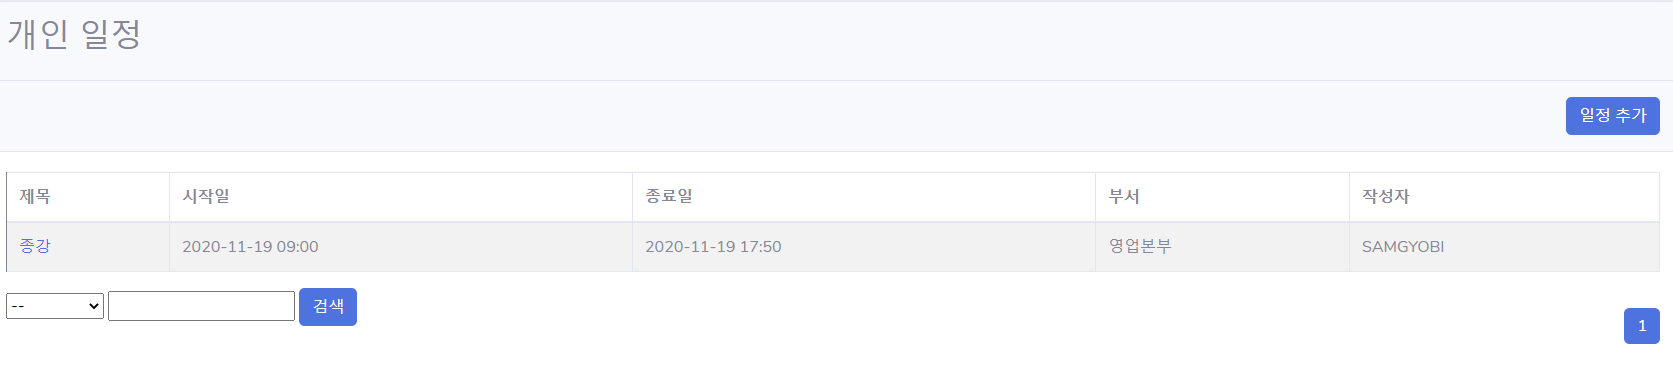 개인 일정
일정 추가
제목 시작일 종료일 부서 작성자
종강 2020-11-19 09:00 2020-11-19 17:50 영업본부 SAMGYOBI
-- 검색
1